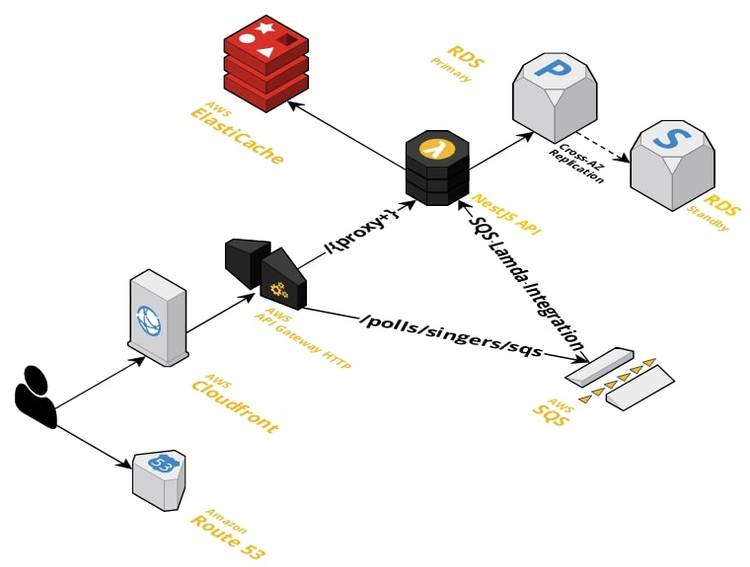 AWS
ElastiCache
RDS
Primary
P
Cross-AZ
Replication
S
RDS
Standby
λ
NestJS API
/{proxy+}
SQS Lamda Integration
AWS
API Gateway HTTP
/polls/singers/sqs
AWS
Cloudfront
AWS
SQS
53
Amazon
Route 53